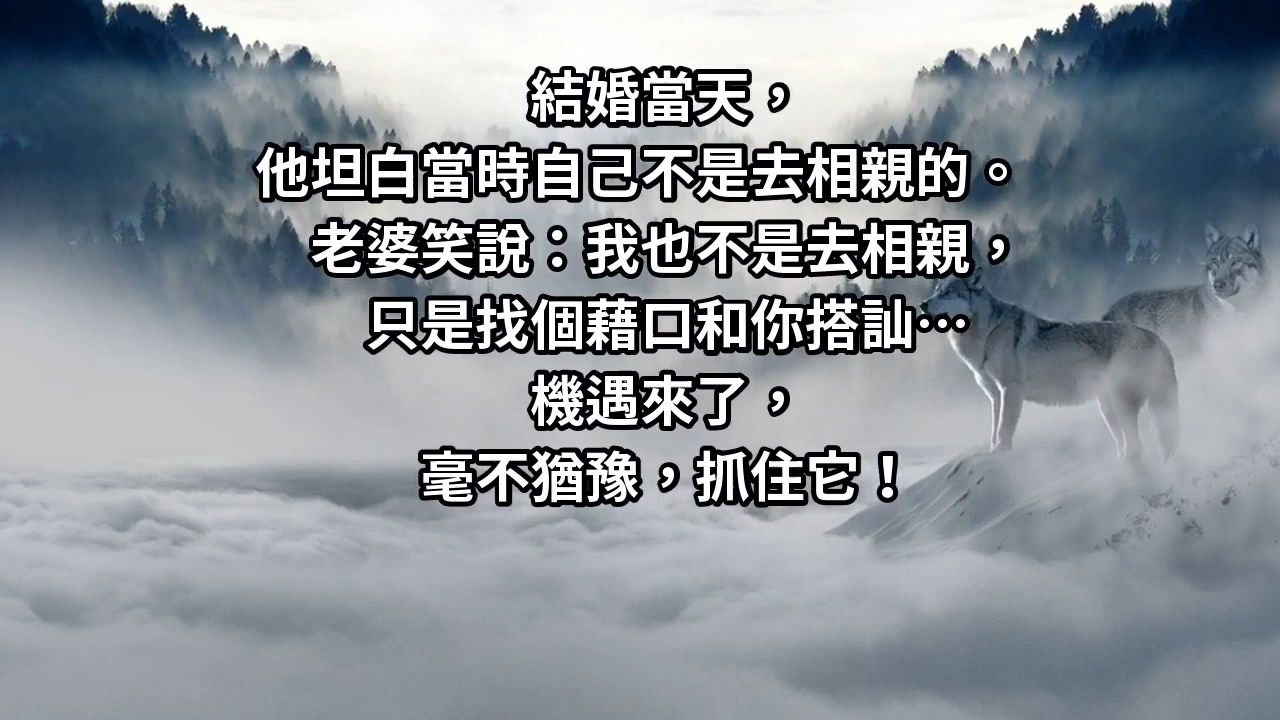 結婚當天，
他坦白當時自己不是去相親的。
老婆笑說：我也不是去相親，
只是找個藉口和你搭訕…
機遇來了，
毫不猶豫，抓住它！